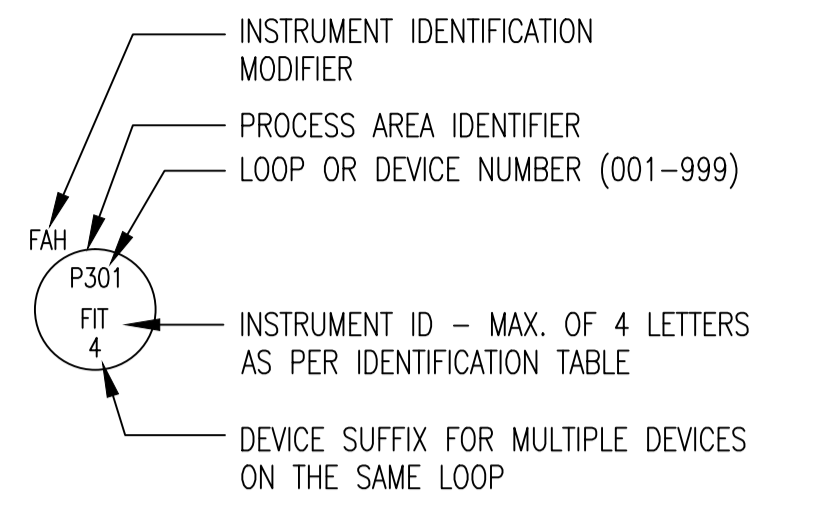 INSTRUMENT IDENTIFICATION
MODIFIER
PROCESS AREA IDENTIFIER
LOOP OR DEVICE NUMBER (001-999)
FAH
P301
FIT
4
INSTRUMENT ID - MAX. OF 4 LETTERS
AS PER IDENTIFICATION TABLE
DEVICE SUFFIX FOR MULTIPLE DEVICES
ON THE SAME LOOP